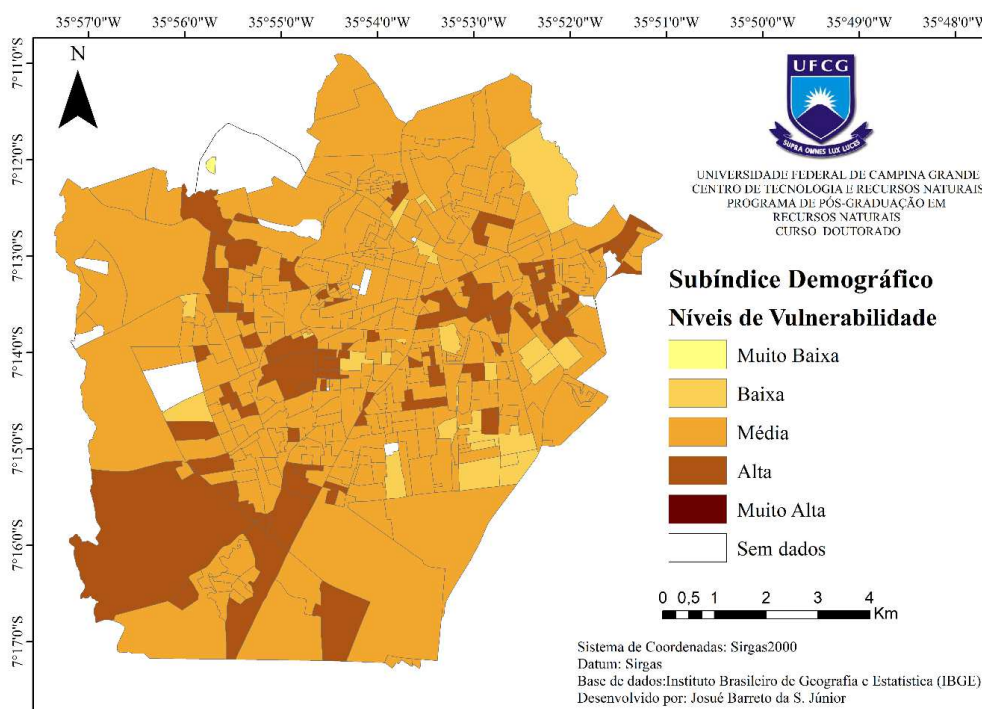 35°57'0"W 35°56'0"W 35°55'0"W 35°54'0"W 35°53'0"W 35°52'0"W 35°51'0"W 35°50'0"W 35°49'0"W 35°48'0"W
N
7°11'0"S
7°12'0"S
7°13'0"S
7°14'0"S
7°15'0"S
7°16'0"S
7°17'0"S
UFCG
SUPRA OMNES LUX LUCES
UNIVERSIDADE FEDERAL DE CAMPINA GRANDE
CENTRO DE TECNOLOGIA E RECURSOS NATURAIS
PROGRAMA DE PÓS-GRADUAÇÃO EM
RECURSOS NATURAIS
CURSO DOUTORADO
Subíndice Demográfico
Níveis de Vulnerabilidade
Muito Baixa
Baixa
Média
Alta
Muito Alta
Sem dados
0 0,5 1 2 3 4
Km
Sistema de Coordenadas: Sirgas2000
Datum: Sirgas
Base de dados:Instituto Brasileiro de Geografia e Estatística (IBGE)
Desenvolvido por: Josué Barreto da S. Júnior